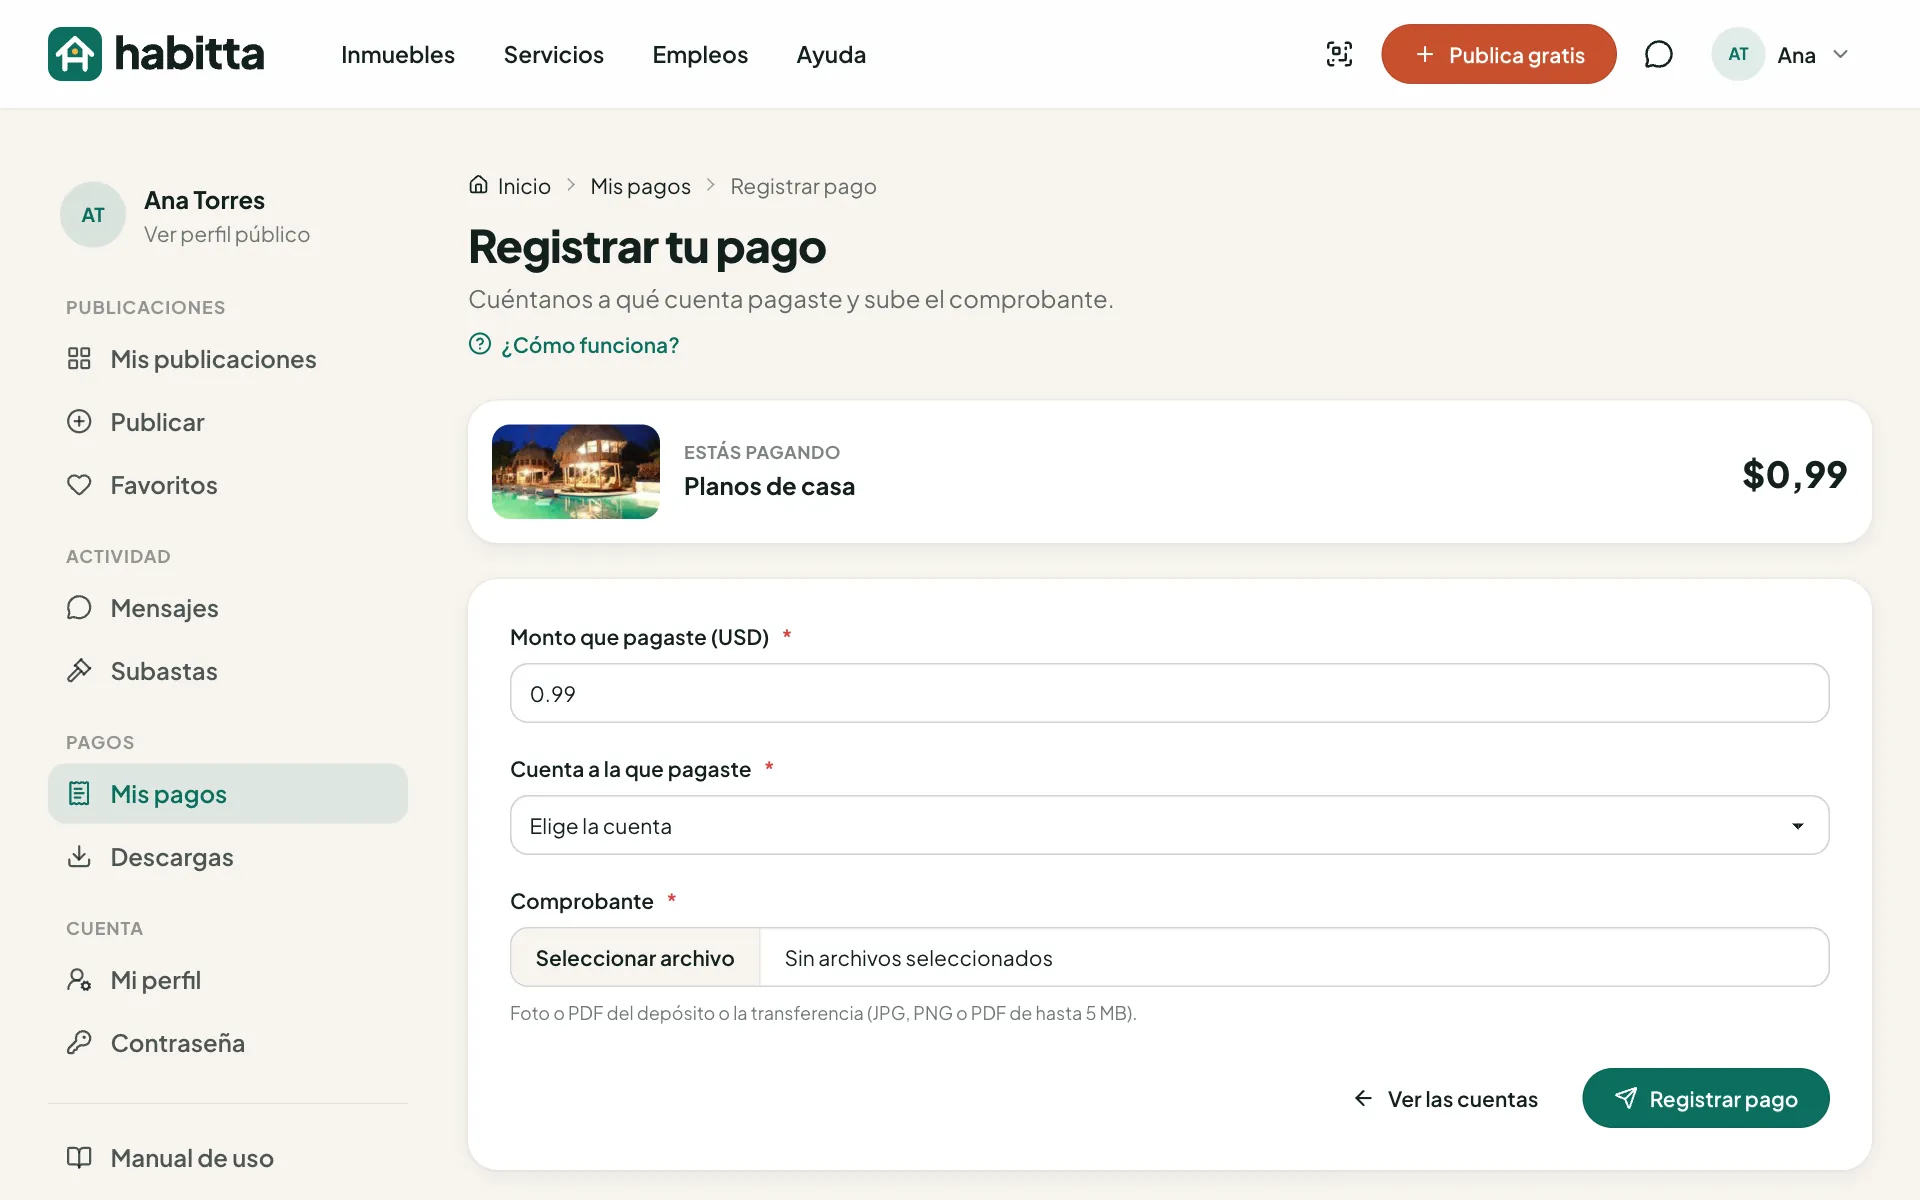 habitta
Inmuebles
Servicios
Empleos
Ayuda
Publica gratis
AT
Ana
AT
Ana Torres
Ver perfil público
PUBLICACIONES
Mis publicaciones
Publicar
Favoritos
ACTIVIDAD
Mensajes
Subastas
PAGOS
Mis pagos
Descargas
CUENTA
Mi perfil
Contraseña
Manual de uso
Inicio > Mis pagos > Registrar pago
Registrar tu pago
Cuéntanos a qué cuenta pagaste y sube el comprobante.
¿Cómo funciona?
ESTÁS PAGANDO
Planos de casa
$0,99
Monto que pagaste (USD) *
0.99
Cuenta a la que pagaste *
Elige la cuenta
Comprobante *
Seleccionar archivo
Sin archivos seleccionados
Foto o PDF del depósito o la transferencia (JPG, PNG o PDF de hasta 5 MB).
Ver las cuentas
Registrar pago